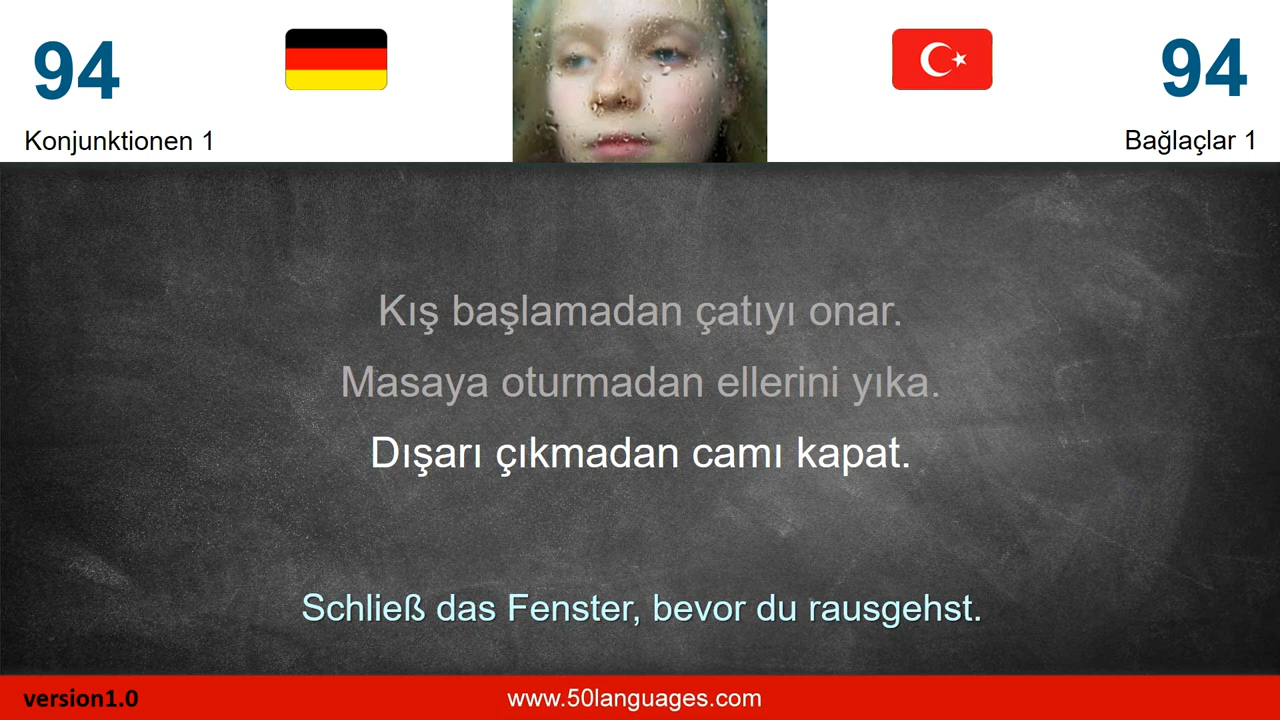 94
94
Konjunktionen 1
Bağlaçlar 1
Kış başlamadan çatıyı onar.
Masaya oturmadan ellerini yıka.
Dışarı çıkmadan camı kapat.
Schließ das Fenster, bevor du rausgehst.
version1.0
www.50languages.com